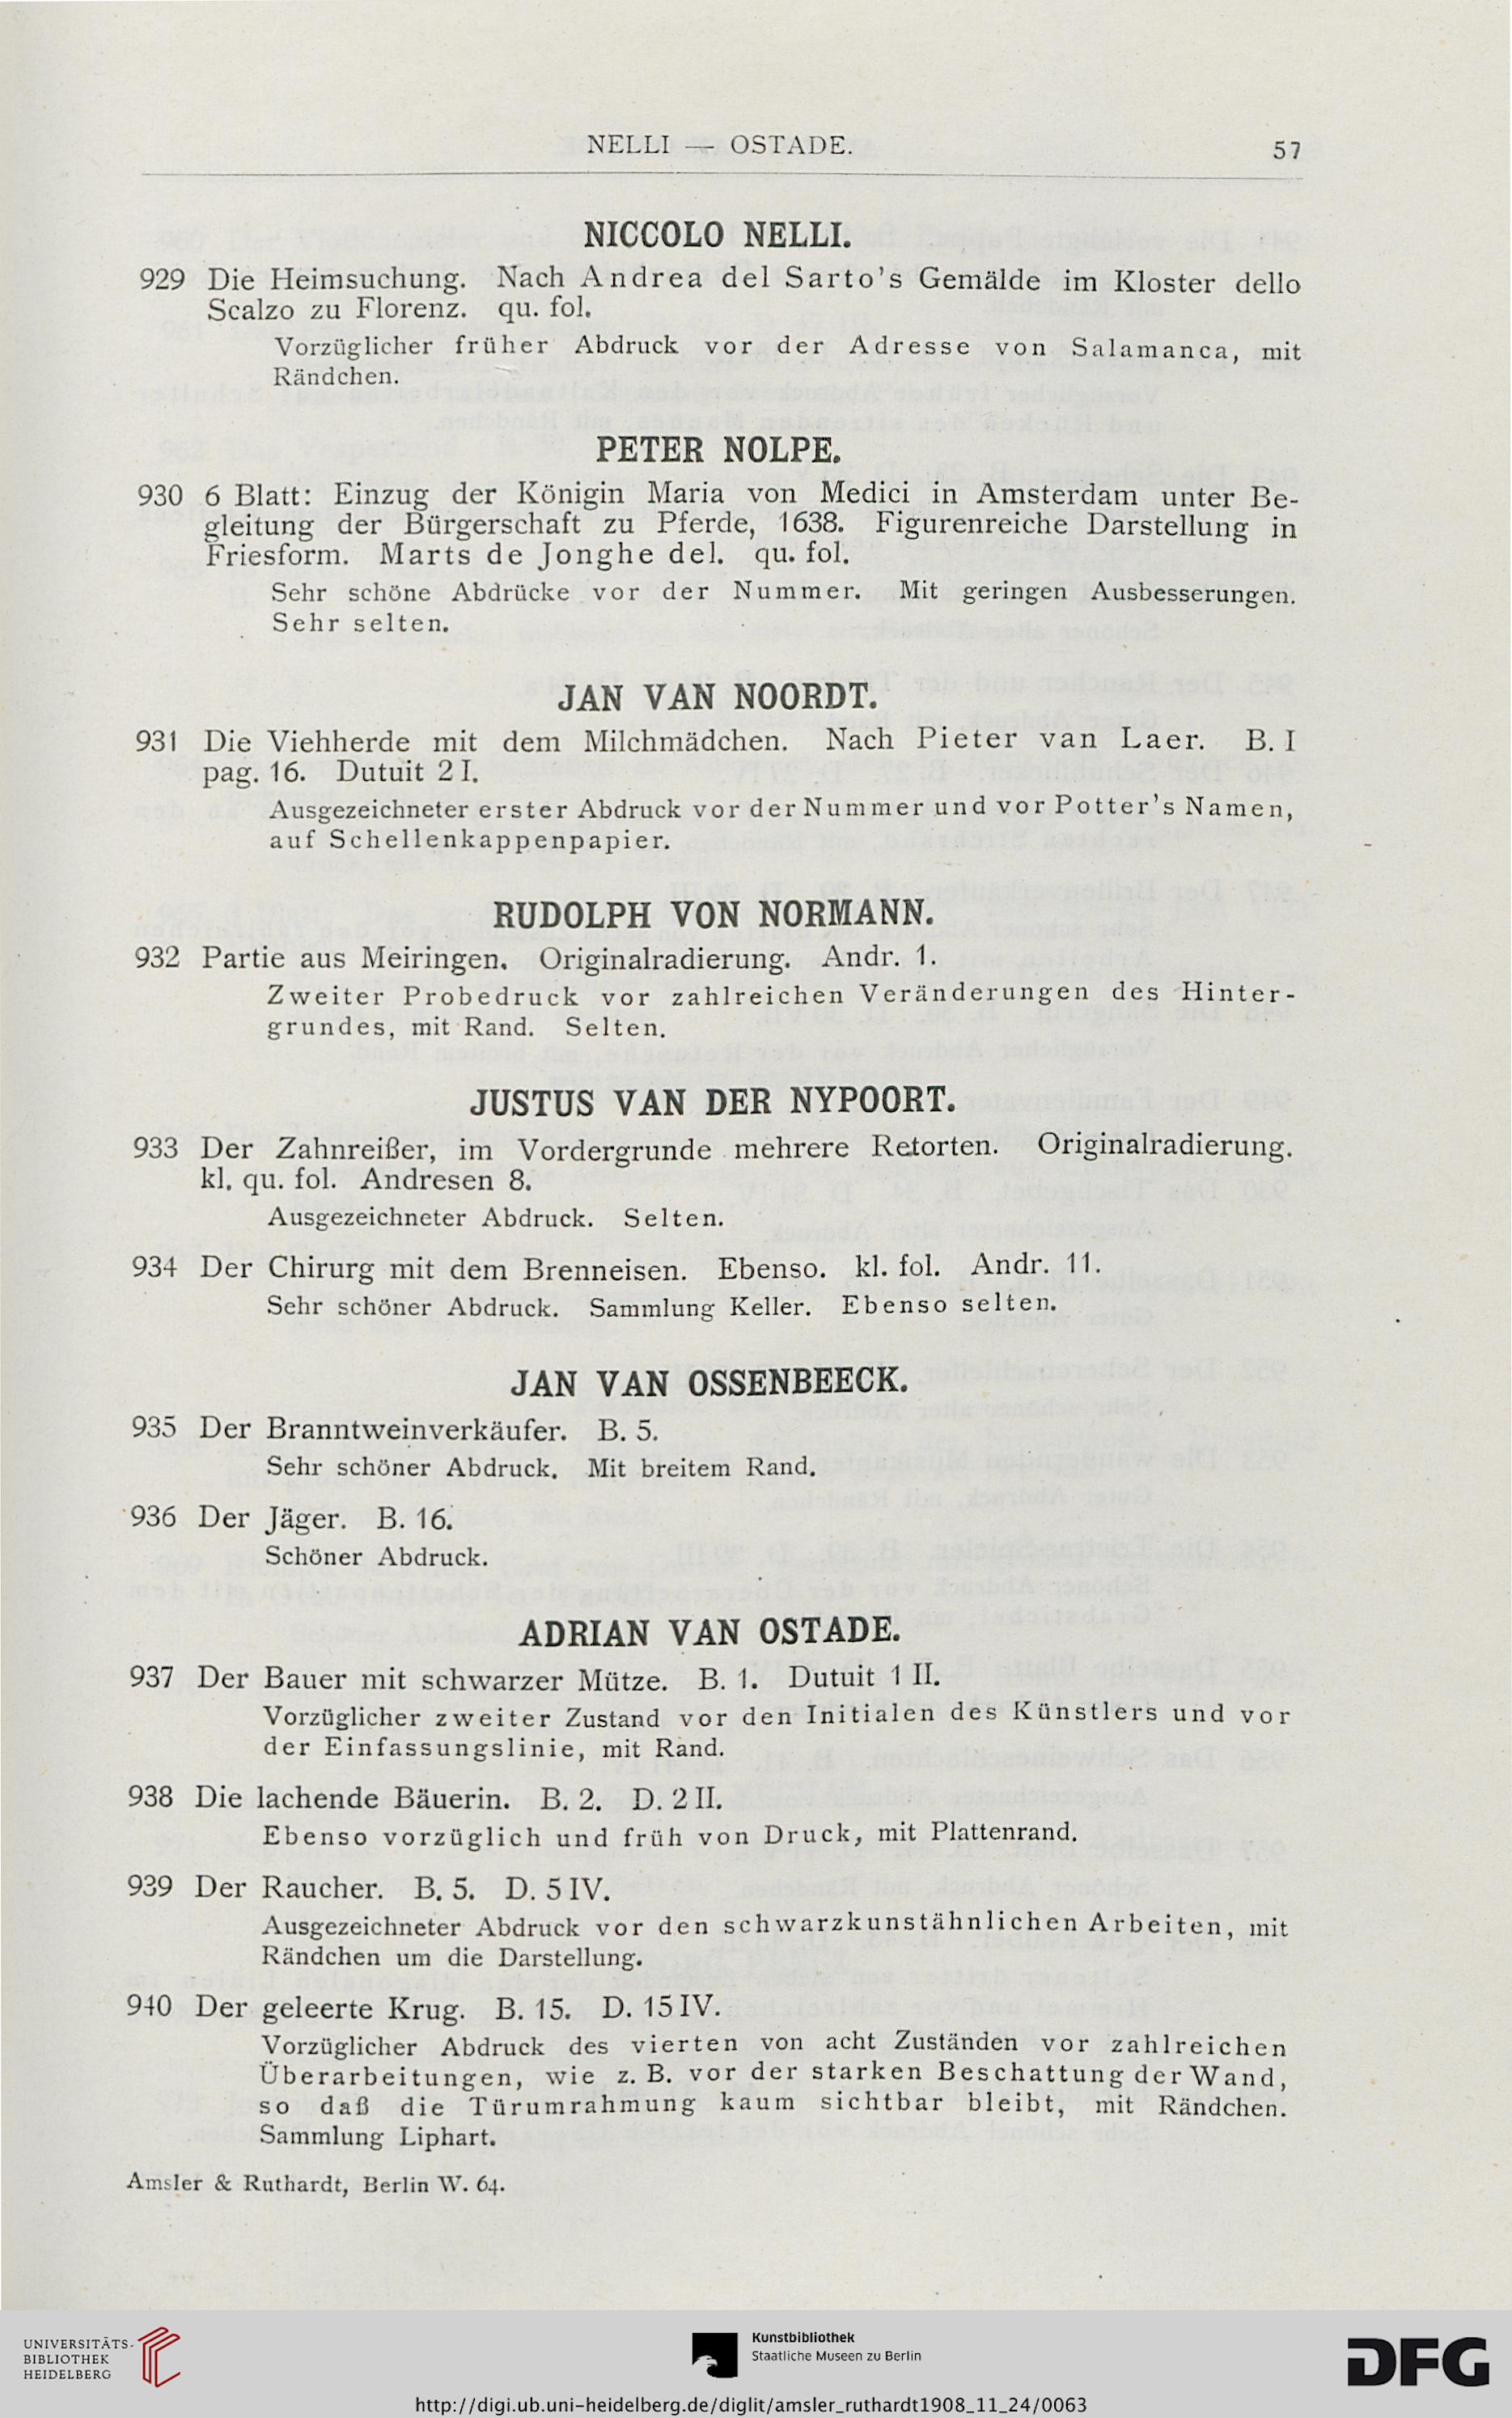 NELLI — OSTADE.
57
NICCOLO NELLI.
929 Die Heimsuchung. Nach Andrea del Sarto's Gemälde im Kloster dello
Scalzo zu Florenz. qu. fol.
Vorzüglicher früher Abdruck vor der Adresse von Salamanca, mit
Rändchen.
PETER NOLPE.
930 6 Blatt: Einzug der Königin Maria von Medici in Amsterdam unter Be-
gleitung der Bürgerschaft zu Pferde, 1638. Figurenreiche Darstellung in
Friesform. Marts de Jonghe del. qu. fol.
Sehr schöne Abdrücke vor der Nummer. Mit geringen Ausbesserungen.
Sehr selten.
JAN VAN NOORDT.
931 Die Viehherde mit dem Milchmädchen. Nach Pieter van Laer. B. I
pag. 16. Dutuit 2 I.
Ausgezeichneter erster Abdruck vor der Nummer und vor Potter's Namen,
auf Schellenkappenpapier.
RUDOLPH VON NORMANN.
932 Partie aus Meiringen. Originalradierung. Andr. 1.
Zweiter Probedruck vor zahlreichen Veränderungen des Hinter-
grundes, mit Rand. Selten.
JUSTUS VAN DER NYPOORT.
933 Der Zahnreißer, im Vordergrunde mehrere Retorten. Originalradierung.
kl. qu. fol. Andresen 8.
Ausgezeichneter Abdruck. Selten.
934 Der Chirurg mit dem Brenneisen. Ebenso. kl. fol. Andr. 11.
Sehr schöner Abdruck. Sammlung Keller. Ebenso selten.
JAN VAN OSSENBEECK.
935 Der Branntweinverkäufer. B. 5.
Sehr schöner Abdruck. Mit breitem Rand.
936 Der Jäger. B. 16.
Schöner Abdruck.
ADRIAN VAN OSTADE.
937 Der Bauer mit schwarzer Mütze. B. 1. Dutuit 1 II.
Vorzüglicher zweiter Zustand vor den Initialen des Künstlers und vor
der Einfassungslinie, mit Rand.
938 Die lachende Bäuerin. B. 2. D. 2 II.
Ebenso vorzüglich und früh von Druck, mit Plattenrand.
939 Der Raucher. B. 5. D. 5 IV.
Ausgezeichneter Abdruck vor den schwarzkunstähnlichen Arbeiten, mit
Rändchen um die Darstellung.
940 Der geleerte Krug. B. 15. D. 15 IV.
Vorzüglicher Abdruck des vierten von acht Zuständen vor zahlreichen
Überarbeitungen, wie z. B. vor der starken Beschattung der Wand,
so daß die Türumrahmung kaum sichtbar bleibt, mit Rändchen.
Sammlung Liphart.
Amsler & Ruthardt, Berlin W. 64.
UNIVERSITÄTS-
BIBLIOTHEK
HEIDELBERG
Kunstbibliothek
Staatliche Museen zu Berlin
DFG
http://digi.ub.uni-heidelberg.de/diglit/amsler_ruthardt1908_11_24/0063